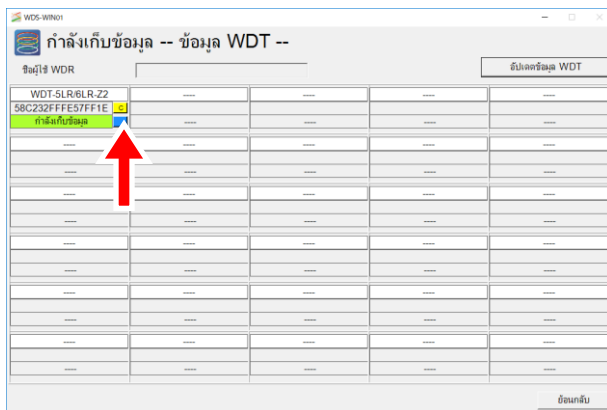 WDS-WIN01
กำลังเก็บข้อมูล -- ข้อมูล WDT --
ชื่อผู้ใช้ WDR
อัปเดตข้อมูล WDT
WDT-5LR/6LR-Z2 ---- ---- ---- ----
58C232FFFE57FF1E C
กำลังเก็บข้อมูล ---- ---- ---- ----
---- ---- ---- ---- ----
---- ---- ---- ---- ----
---- ---- ---- ---- ----
---- ---- ---- ---- ----
---- ---- ---- ---- ----
---- ---- ---- ---- ----
---- ---- ---- ---- ----
---- ---- ---- ---- ----
---- ---- ---- ---- ----
---- ---- ---- ---- ----
ย้อนกลับ